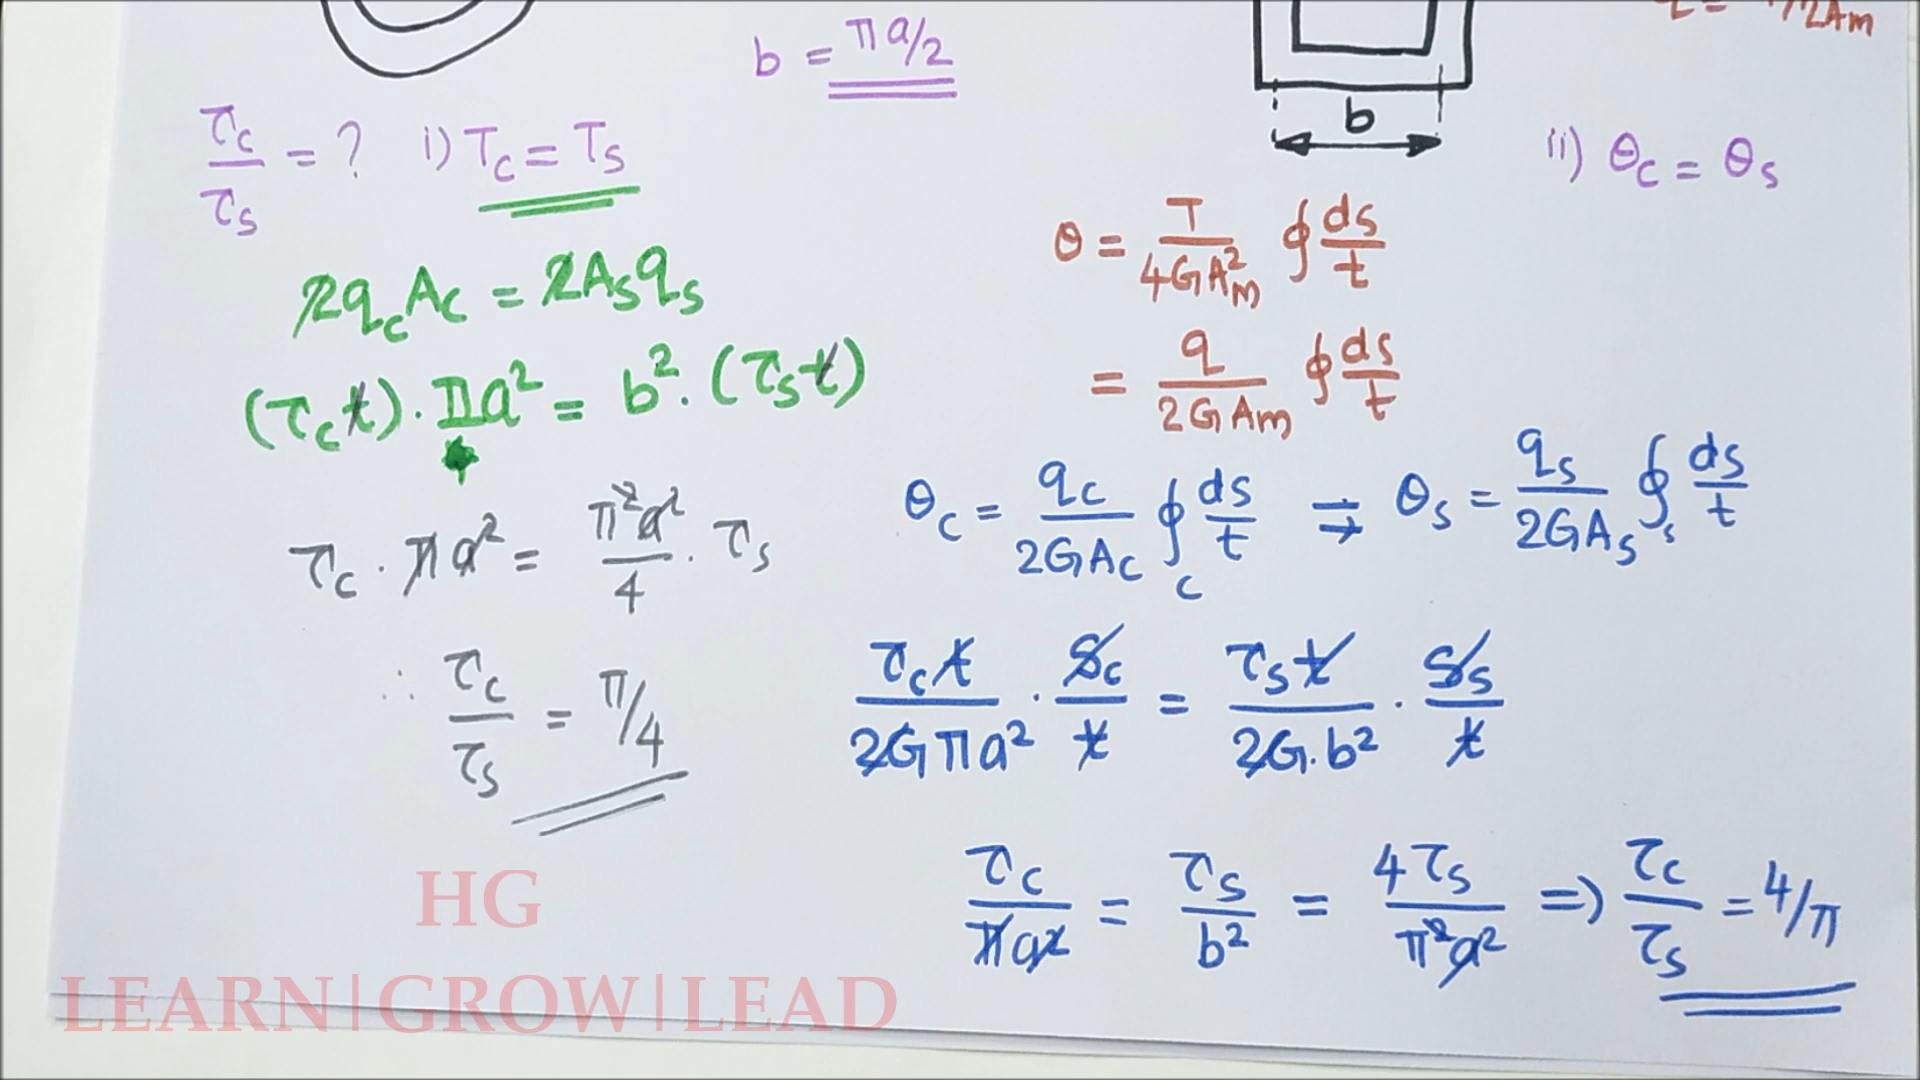 b = πa/2
q = T/2Am
b
τc/τs = ? i) Tc = Ts
ii) θc = θs
2qcAc = 2Asqs
(τct).πa² = b².(τst)
τc . πa² = π²a²/4 . τs
∴ τc/τs = π/4
θ = T/4GAm² ∮ ds/t
= q/2GAm ∮ ds/t
θc = qc/2GAc ∮c ds/t ⇒ θs = qs/2GAs ∮s ds/t
τct/2Gπa² . Sc/t = τst/2G.b² . Ss/t
τc/πa² = τs/b² = 4τs/π²a² => τc/τs = 4/π
HG
LEARN|GROW|LEAD